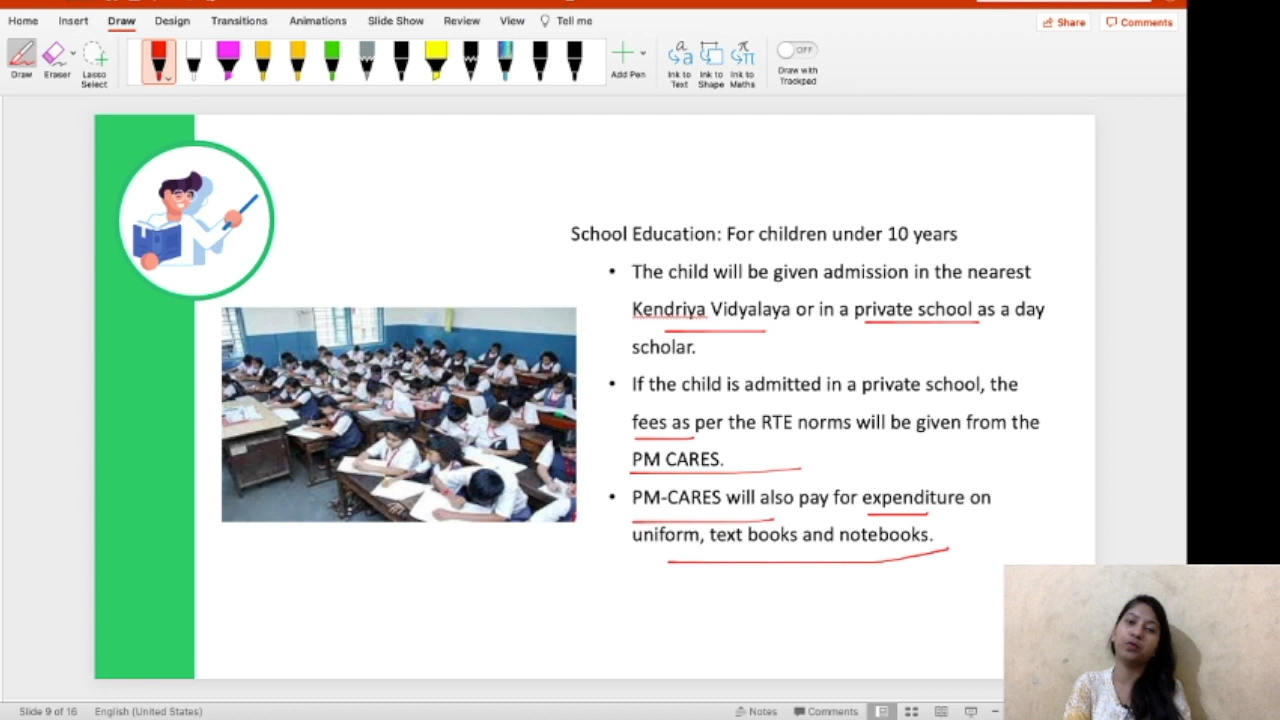 Home Insert Draw Design Transitions Animations Slide Show Review View Tell me
Share Comments
Draw Eraser Lasso Select
Add Pen
Ink to Text Ink to Shape Ink to Maths
OFF
Draw with Trackpad
School Education: For children under 10 years
• The child will be given admission in the nearest
Kendriya Vidyalaya or in a private school as a day
scholar.
• If the child is admitted in a private school, the
fees as per the RTE norms will be given from the
PM CARES.
• PM-CARES will also pay for expenditure on
uniform, text books and notebooks.
Slide 9 of 16 English (United States)
Notes Comments